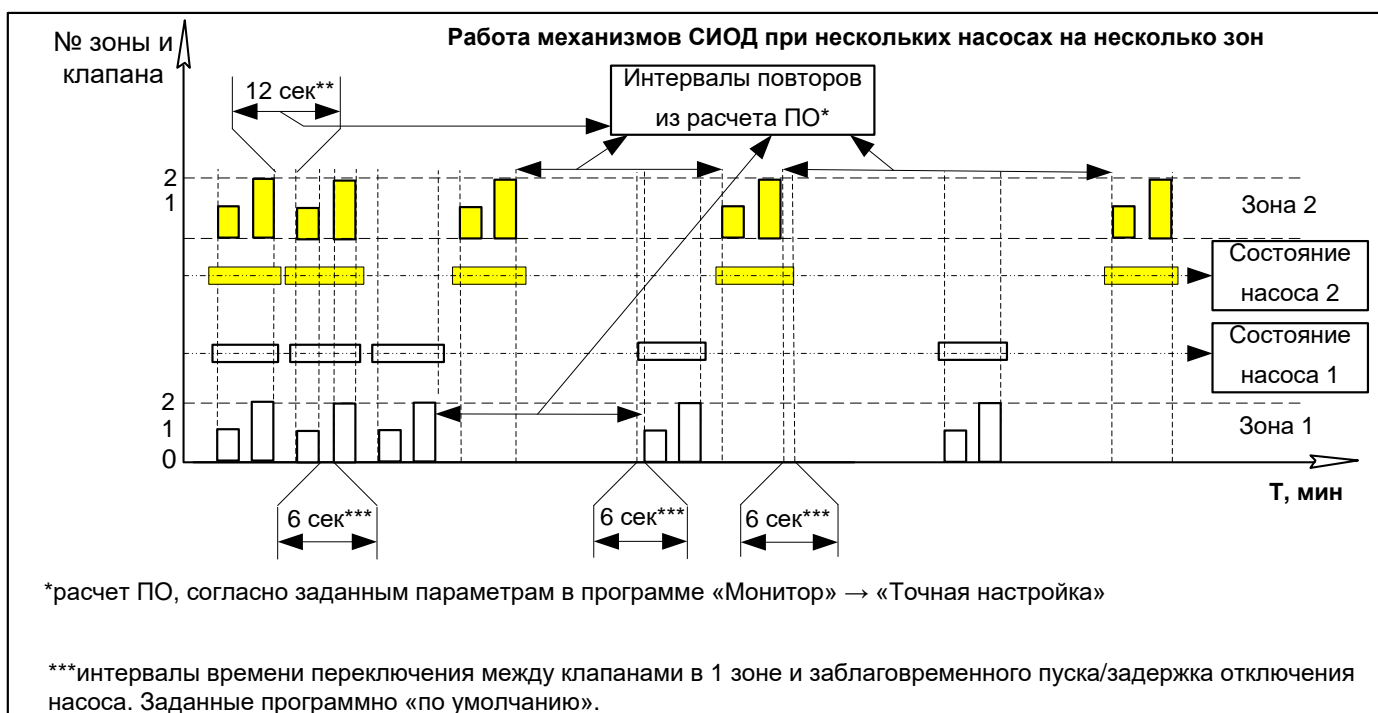 № зоны и
клапана
Работа механизмов СИОД при нескольких насосах на несколько зон
12 сек**
Интервалы повторов
из расчета ПО*
2
1
Зона 2
Состояние
насоса 2
Состояние
насоса 1
2
1
0
Зона 1
Т, мин
6 сек***
6 сек***
6 сек***
*расчет ПО, согласно заданным параметрам в программе «Монитор» → «Точная настройка»
***интервалы времени переключения между клапанами в 1 зоне и заблаговременного пуска/задержка отключения
насоса. Заданные программно «по умолчанию».